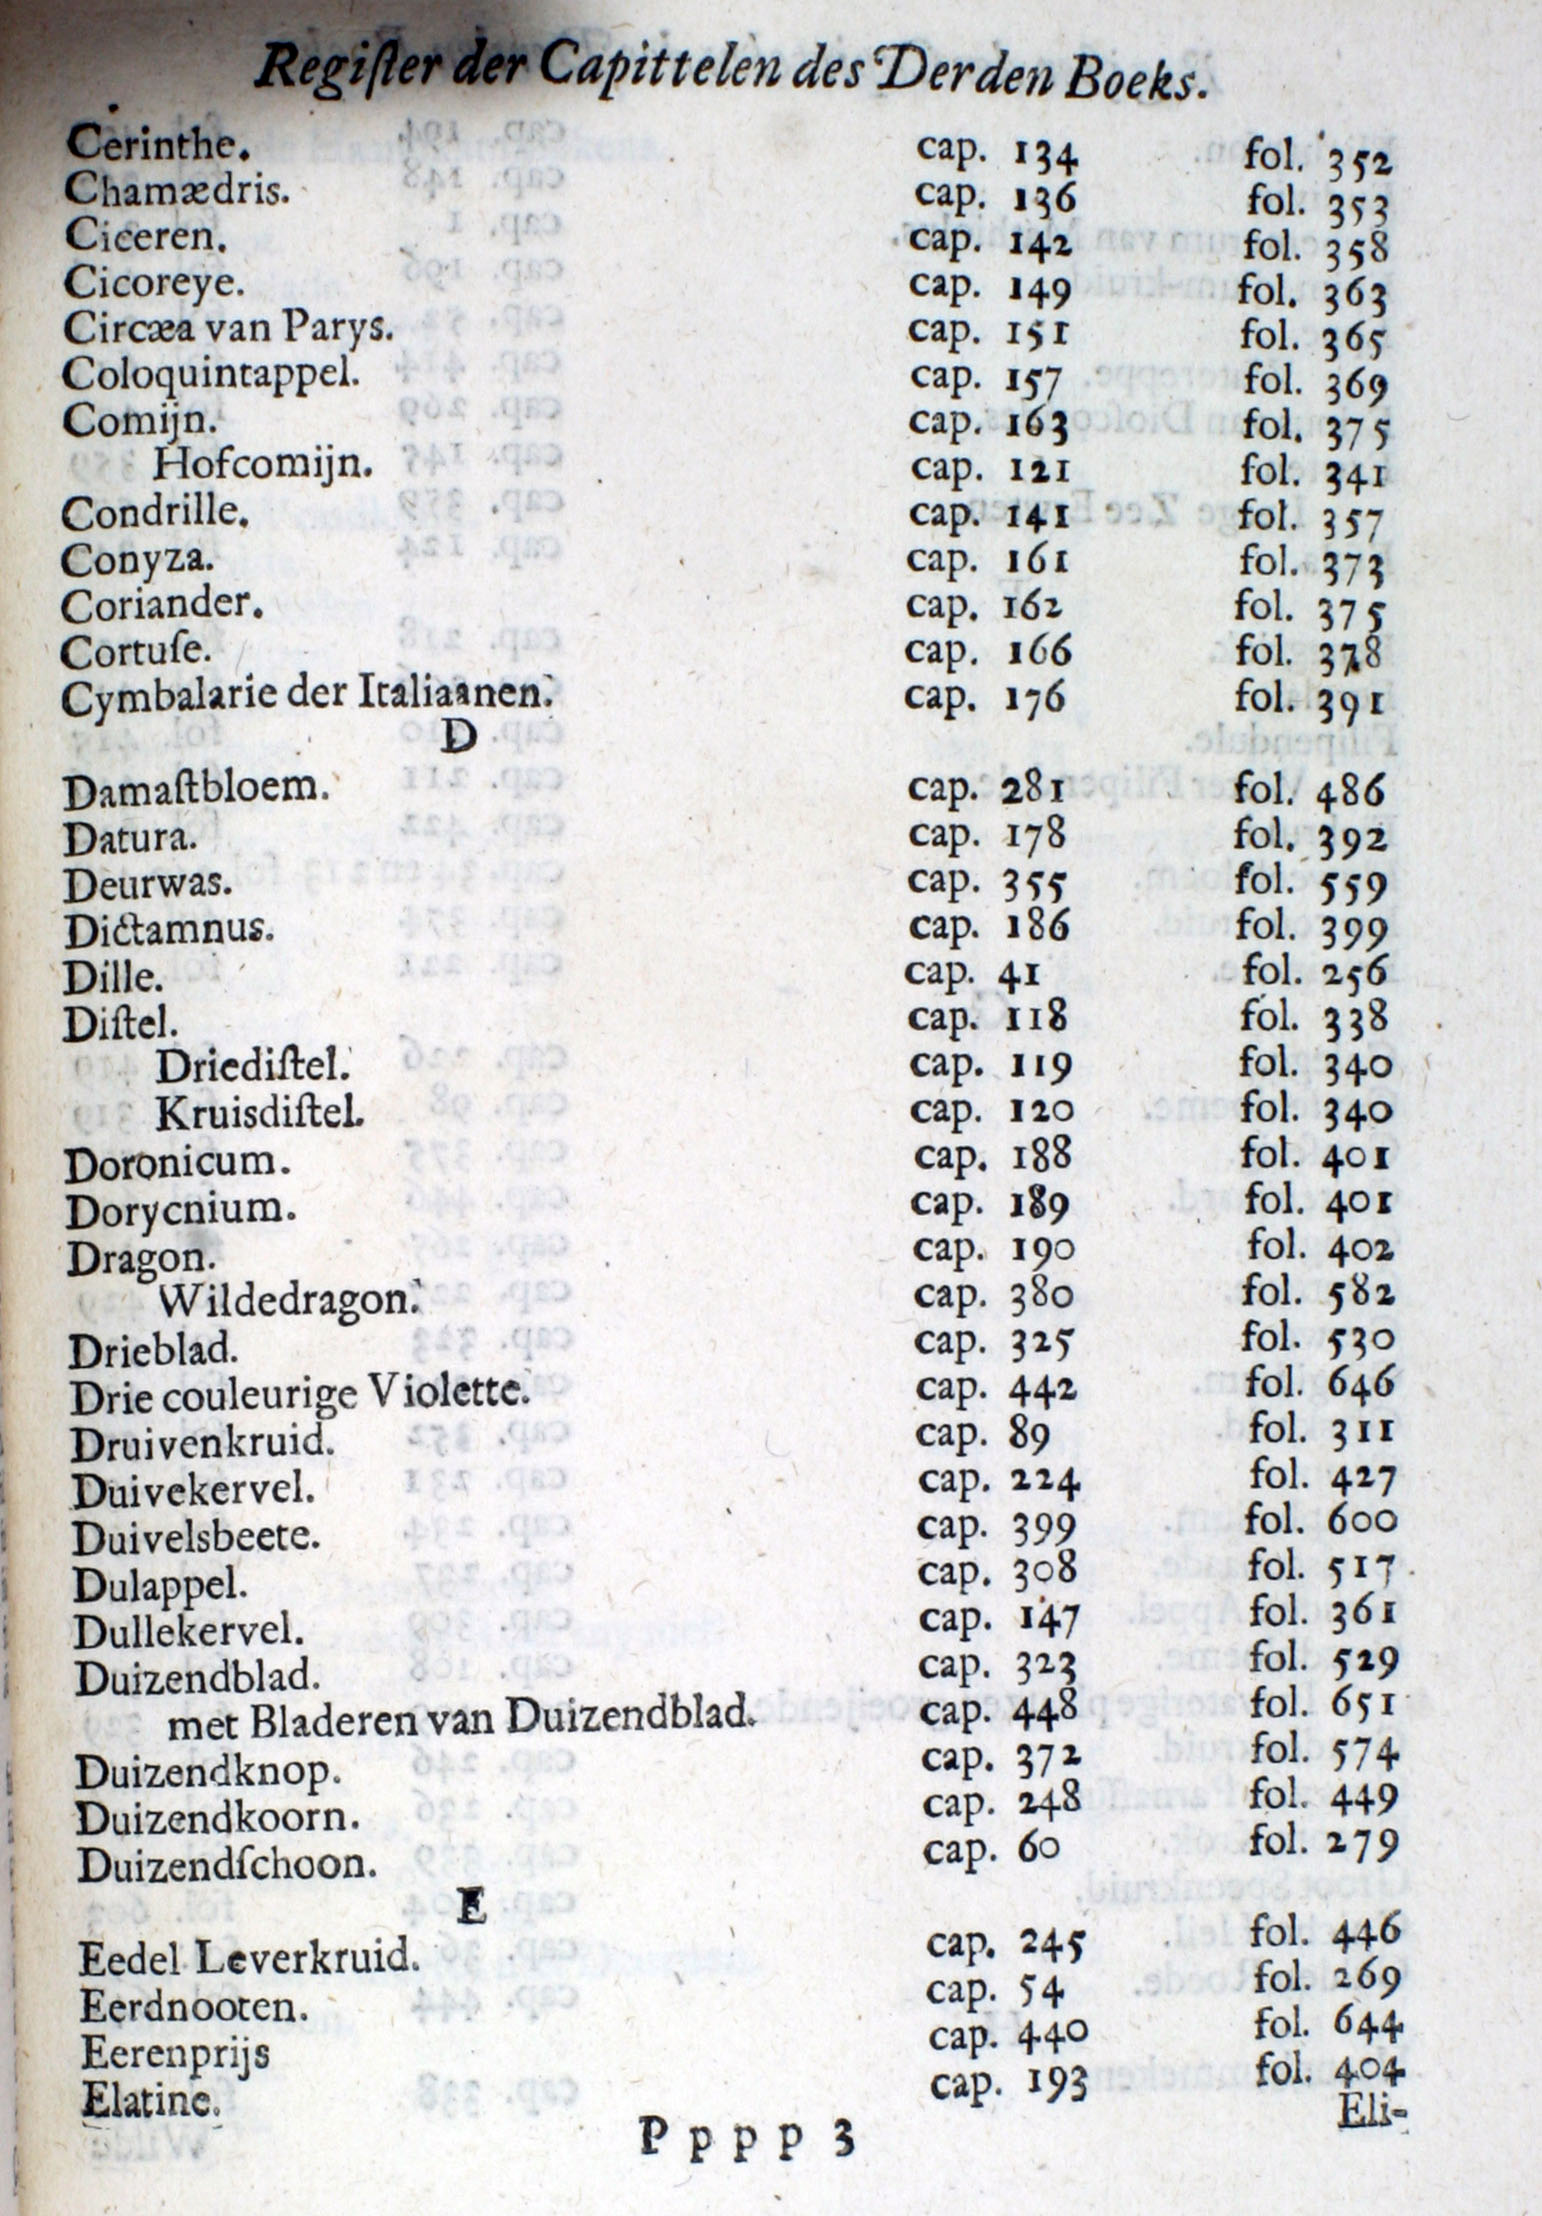 Regiſter der Capittelen des Derden Boeks.
Cerinthe. cap. 134 fol. 352
Chamædris. cap. 136 fol. 353
Ciceren. cap. 142 fol. 358
Cicoreye. cap. 149 fol. 363
Circæa van Parys. cap. 151 fol. 365
Coloquintappel. cap. 157 fol. 369
Comijn. cap. 163 fol. 375
Hofcomijn. cap. 121 fol. 341
Condrille. cap. 141 fol. 357
Conyza. cap. 161 fol. 373
Coriander. cap. 162 fol. 375
Cortuſe. cap. 166 fol. 378
Cymbalarie der Italiaanen. cap. 176 fol. 391
D
Damaſtbloem. cap. 281 fol. 486
Datura. cap. 178 fol. 392
Deurwas. cap. 355 fol. 559
Dictamnus. cap. 186 fol. 399
Dille. cap. 41 fol. 256
Diſtel. cap. 118 fol. 338
Driediſtel. cap. 119 fol. 340
Kruisdiſtel. cap. 120 fol. 340
Doronicum. cap. 188 fol. 401
Dorycnium. cap. 189 fol. 401
Dragon. cap. 190 fol. 402
Wildedragon. cap. 380 fol. 582
Drieblad. cap. 325 fol. 530
Drie couleurige Violette. cap. 442 fol. 646
Druivenkruid. cap. 89 fol. 311
Duivekervel. cap. 224 fol. 427
Duivelsbeete. cap. 399 fol. 600
Dulappel. cap. 308 fol. 517
Dullekervel. cap. 147 fol. 361
Duizendblad. cap. 323 fol. 529
met Bladeren van Duizendblad. cap. 448 fol. 651
Duizendknop. cap. 372 fol. 574
Duizendkoorn. cap. 248 fol. 449
Duizendſchoon. cap. 60 fol. 279
E
Eedel Leverkruid. cap. 245 fol. 446
Eerdnooten. cap. 54 fol. 269
Eerenprijs cap. 440 fol. 644
Elatine. cap. 193 fol. 404
Ppppp 3 Eli-